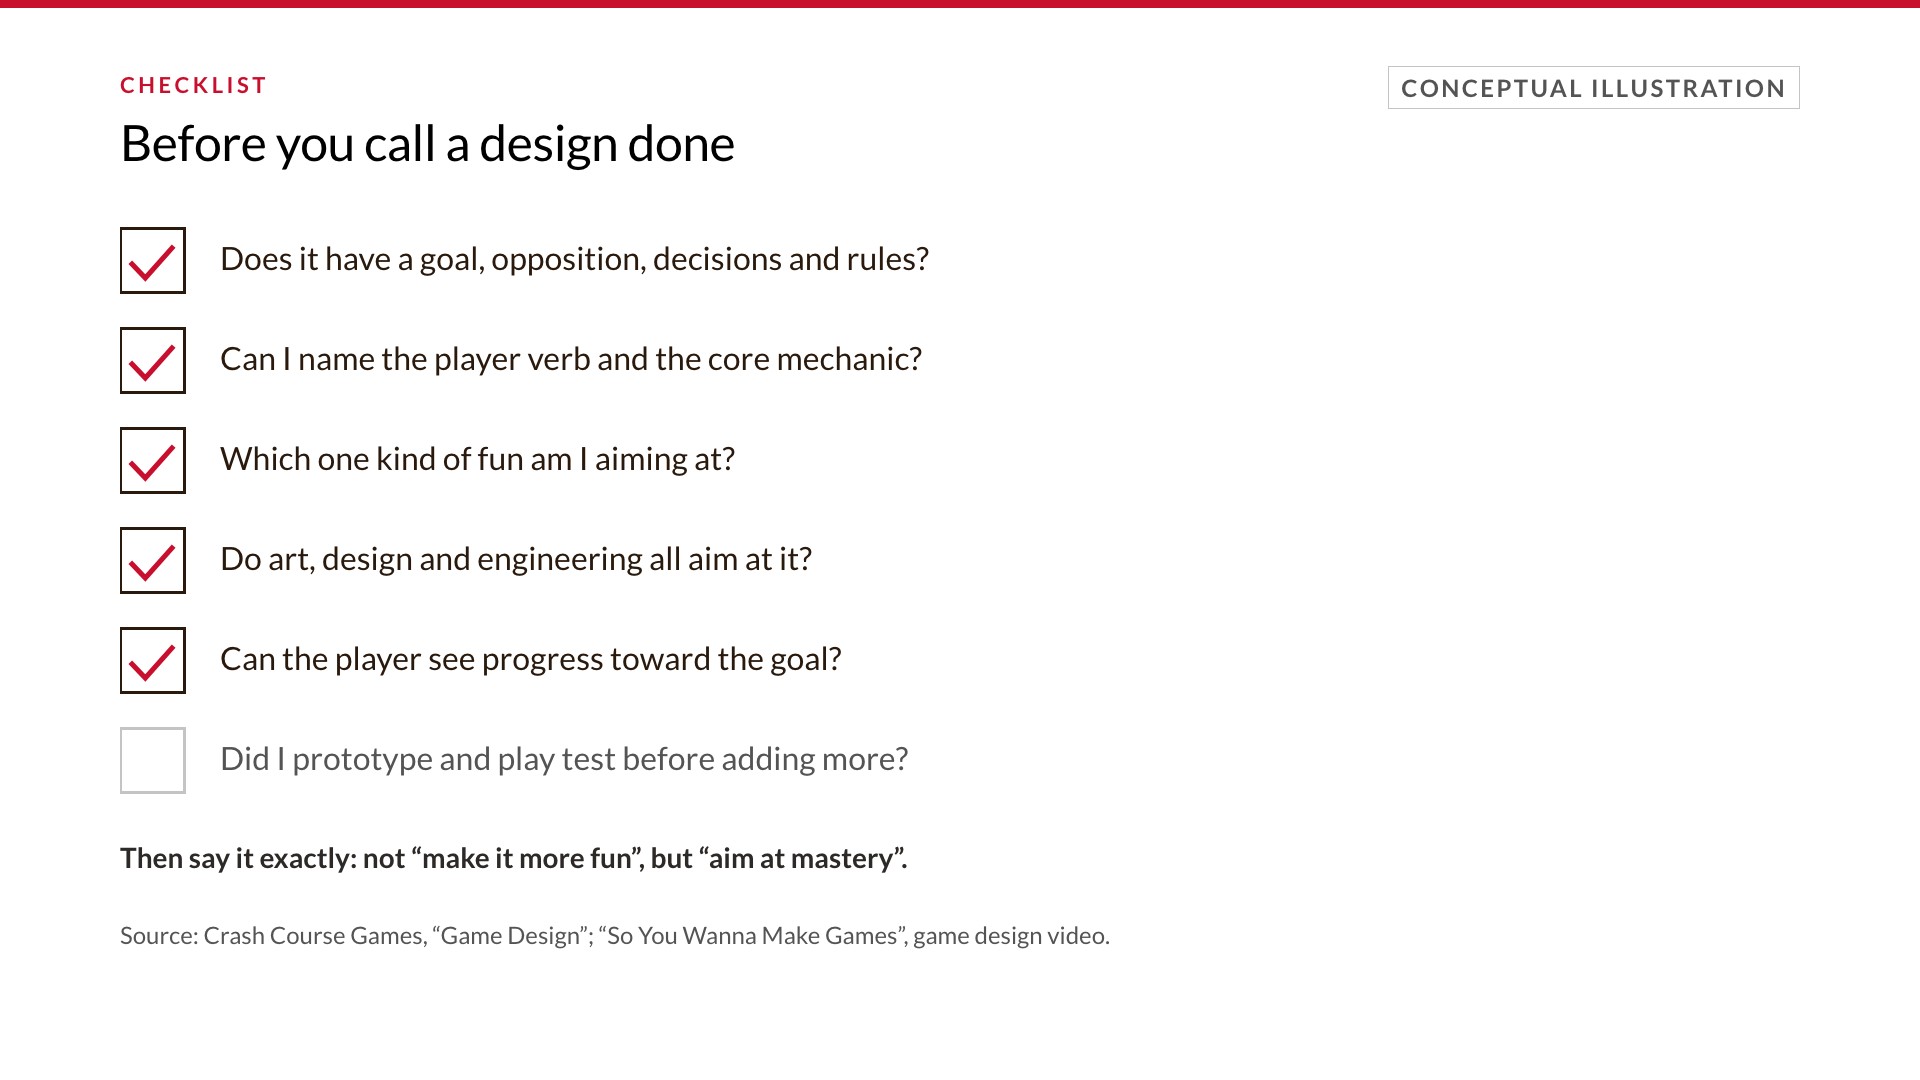 CHECKLIST
CONCEPTUAL ILLUSTRATION
Before you call a design done
Does it have a goal, opposition, decisions and rules?
Can I name the player verb and the core mechanic?
Which one kind of fun am I aiming at?
Do art, design and engineering all aim at it?
Can the player see progress toward the goal?
Did I prototype and play test before adding more?
Then say it exactly: not “make it more fun”, but “aim at mastery”.
Source: Crash Course Games, “Game Design”; “So You Wanna Make Games”, game design video.